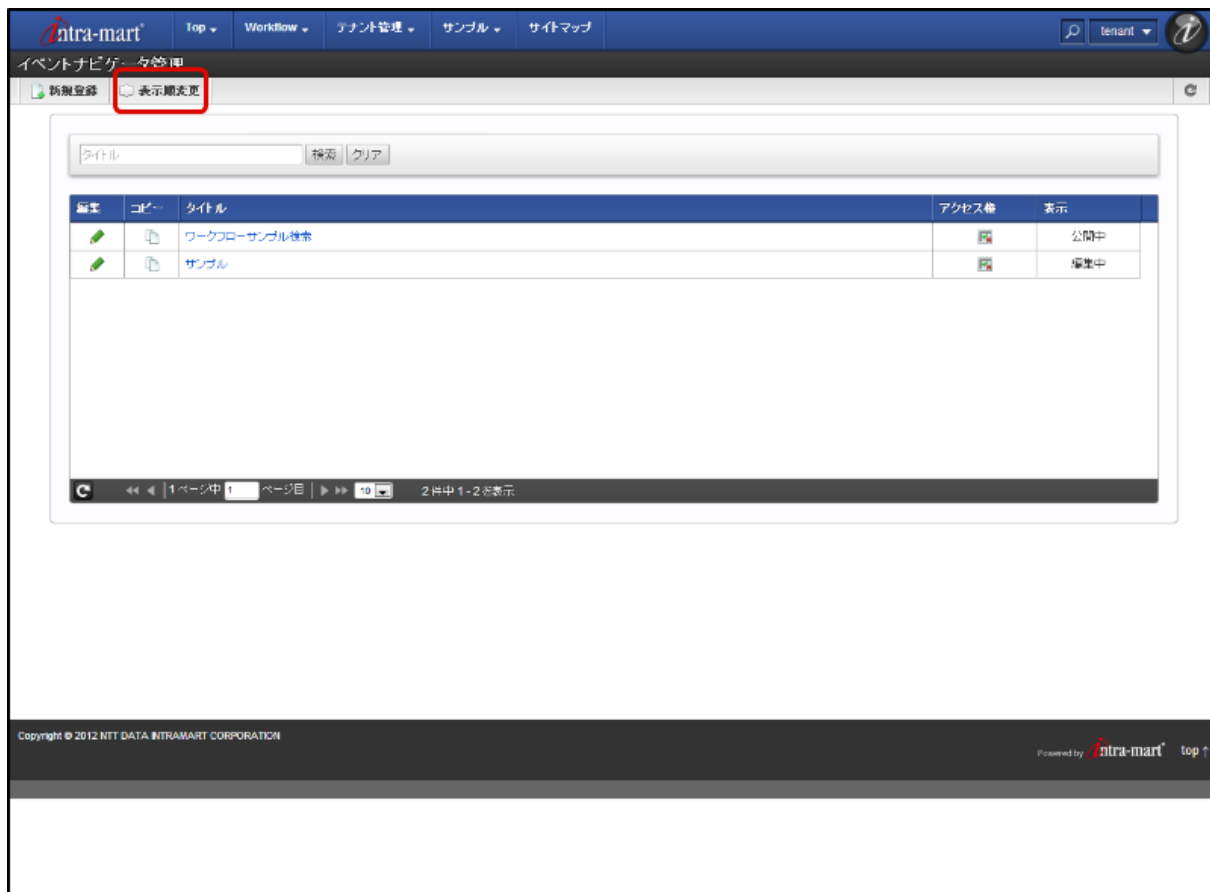 intra-mart Top Workflow テナント管理 サンプル サイトマップ tenant
イベントナビゲータ管理
新規登録 表示順変更
タイトル 検索 クリア
編集 コピー タイトル アクセス権 表示
ワークフローサンプル検索 公開中
サンプル 編集中
1ページ中 1 ページ目 10 2件中 1 - 2 を表示
Copyright © 2012 NTT DATA INTRAMART CORPORATION
Powered by intra-mart top ↑